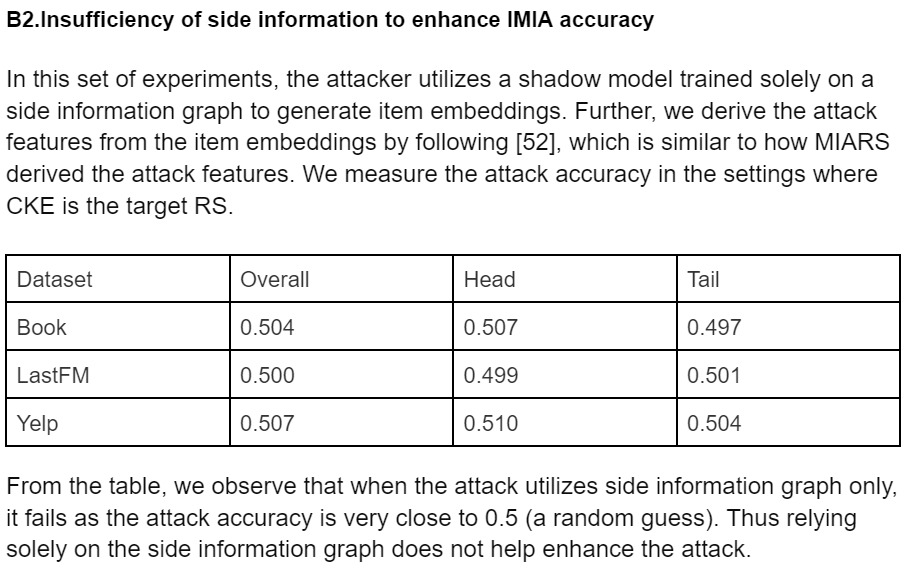 B2.Insufficiency of side information to enhance IMIA accuracy
In this set of experiments, the attacker utilizes a shadow model trained solely on a
side information graph to generate item embeddings. Further, we derive the attack
features from the item embeddings by following [52], which is similar to how MIARS
derived the attack features. We measure the attack accuracy in the settings where
CKE is the target RS.
Dataset Overall Head Tail
Book 0.504 0.507 0.497
LastFM 0.500 0.499 0.501
Yelp 0.507 0.510 0.504
From the table, we observe that when the attack utilizes side information graph only,
it fails as the attack accuracy is very close to 0.5 (a random guess). Thus relying
solely on the side information graph does not help enhance the attack.